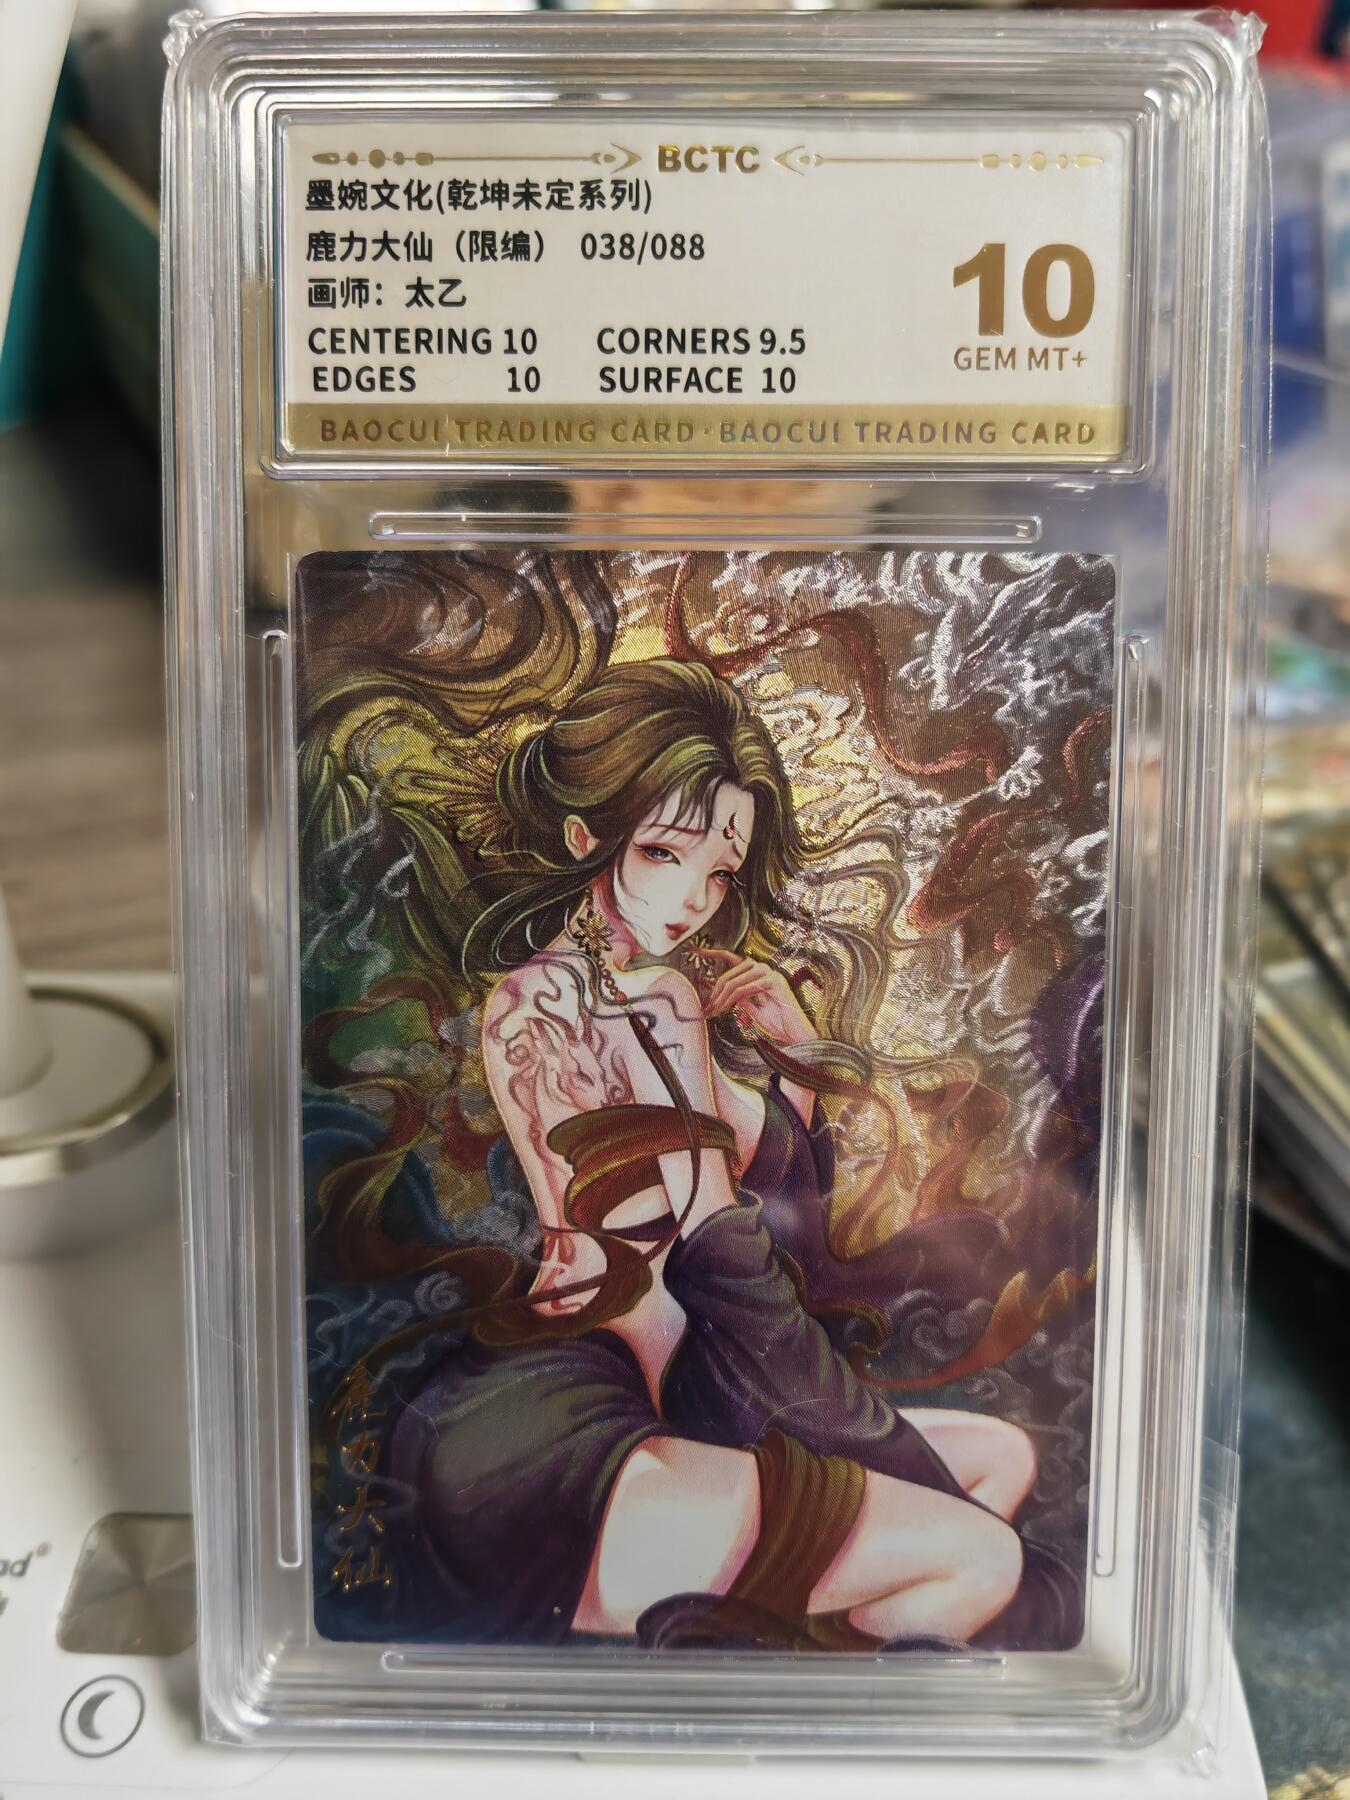 BCTC
墨婉文化(乾坤未定系列)
鹿力大仙（限编） 038/088
画师：太乙
CENTERING 10 CORNERS 9.5
EDGES 10 SURFACE 10
10
GEM MT+
BAOCUI TRADING CARD·BAOCUI TRADING CARD
鹿力大仙